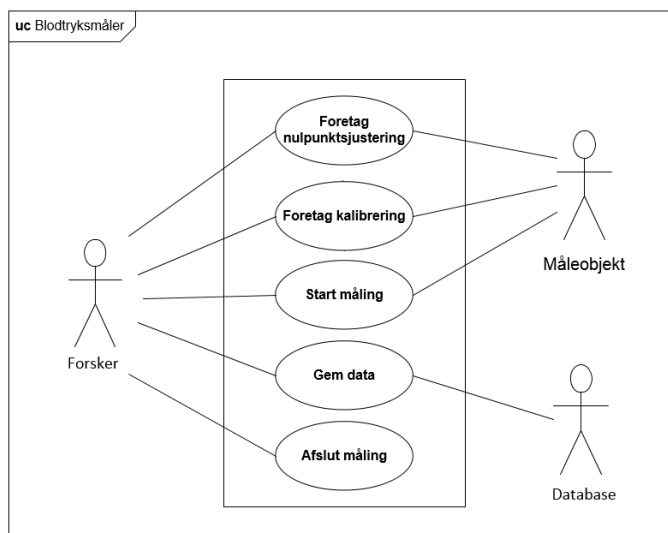 uc Blodtryksmåler
Foretag
nulpunktsjustering
Foretag kalibrering
Måleobjekt
Start måling
Forsker
Gem data
Afslut måling
Database